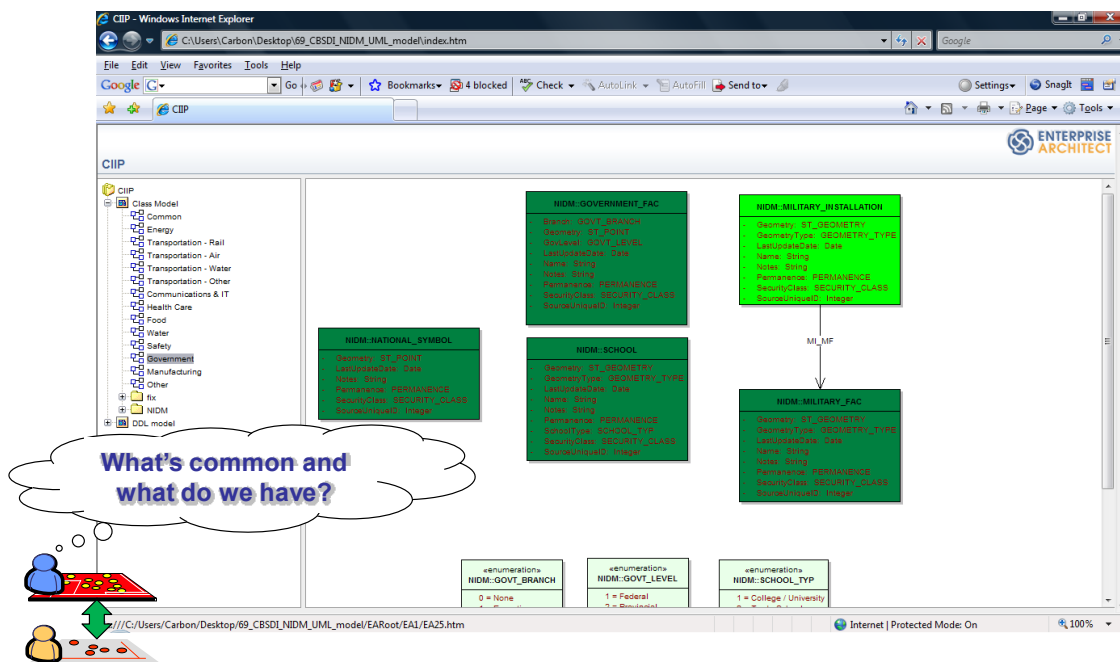 CIIP - Windows Internet Explorer
C:\Users\Carbon\Desktop\69_CBSDI_NIDM_UML_model\index.htm
Google
File Edit View Favorites Tools Help
Google G Go Bookmarks 4 blocked Check AutoLink AutoFill Send to Settings SnagIt
CIIP Page Tools
ENTERPRISE
ARCHITECT
CIIP
CIIP
Class Model
Common
Energy
Transportation - Rail
Transportation - Air
Transportation - Water
Transportation - Other
Communications & IT
Health Care
Food
Water
Safety
Government
Manufacturing
Other
fix
NIDM
DDL model
NIDM::GOVERNMENT_FAC
- Branch: GOVT_BRANCH
- Geometry: ST_POINT
- GovLevel: GOVT_LEVEL
- LastUpdateDate: Date
- Name: String
- Notes: String
- Permanence: PERMANENCE
- SecurityClass: SECURITY_CLASS
- SourceUniqueID: Integer
NIDM::MILITARY_INSTALLATION
- Geometry: ST_GEOMETRY
- GeometryType: GEOMETRY_TYPE
- LastUpdateDate: Date
- Name: String
- Notes: String
- Permanence: PERMANENCE
- SecurityClass: SECURITY_CLASS
- SourceUniqueID: Integer
MI_MF
NIDM::NATIONAL_SYMBOL
- Geometry: ST_POINT
- LastUpdateDate: Date
- Notes: String
- Permanence: PERMANENCE
- SecurityClass: SECURITY_CLASS
- SourceUniqueID: Integer
NIDM::SCHOOL
- Geometry: ST_GEOMETRY
- GeometryType: GEOMETRY_TYPE
- LastUpdateDate: Date
- Name: String
- Notes: String
- Permanence: PERMANENCE
- SchoolType: SCHOOL_TYP
- SecurityClass: SECURITY_CLASS
- SourceUniqueID: Integer
NIDM::MILITARY_FAC
- Geometry: ST_GEOMETRY
- GeometryType: GEOMETRY_TYPE
- LastUpdateDate: Date
- Name: String
- Notes: String
- Permanence: PERMANENCE
- SecurityClass: SECURITY_CLASS
- SourceUniqueID: Integer
What's common and
what do we have?
«enumeration»
NIDM::GOVT_BRANCH
0 = None
«enumeration»
NIDM::GOVT_LEVEL
1 = Federal
2 = Provincial
«enumeration»
NIDM::SCHOOL_TYP
1 = College / University
:///C:/Users/Carbon/Desktop/69_CBSDI_NIDM_UML_model/EARoot/EA1/EA25.htm
Internet | Protected Mode: On
100%